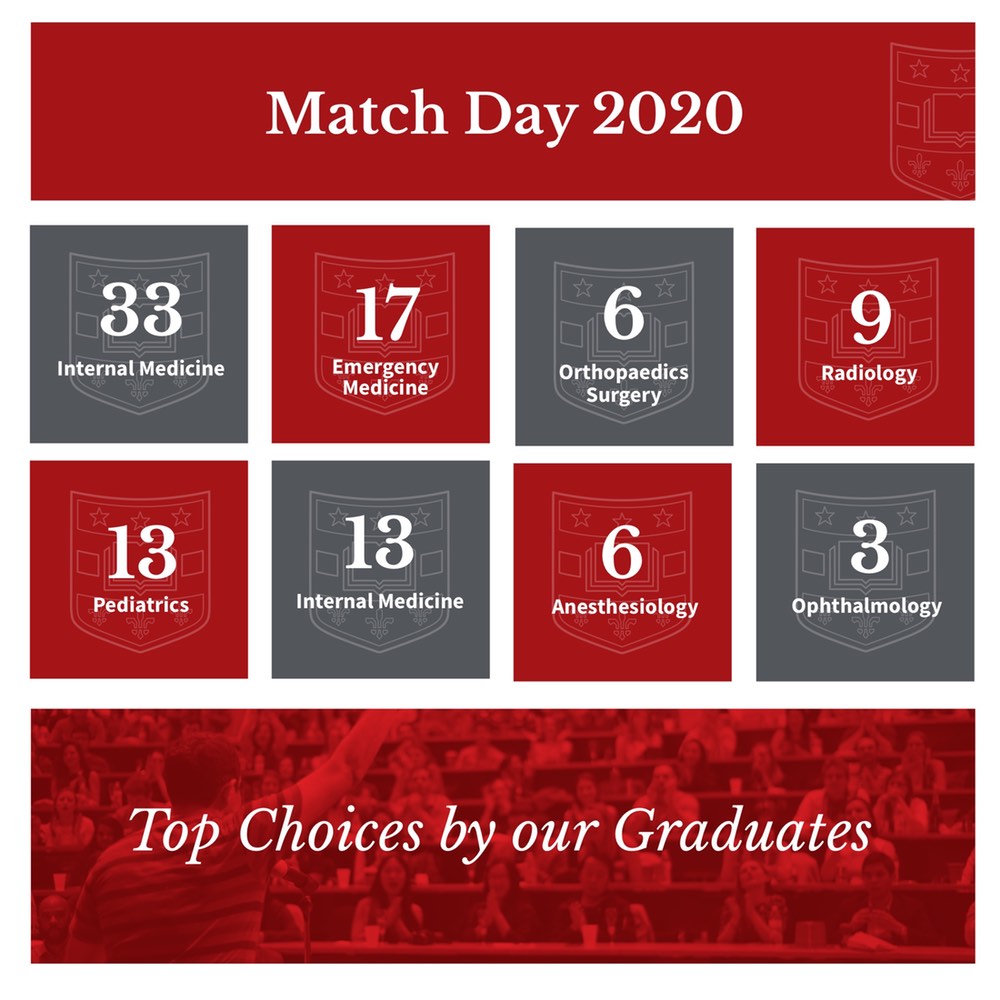 Match Day 2020
33
Internal Medicine
17
Emergency
Medicine
6
Orthopaedics
Surgery
9
Radiology
13
Pediatrics
13
Internal Medicine
6
Anesthesiology
3
Ophthalmology
Top Choices by our Graduates